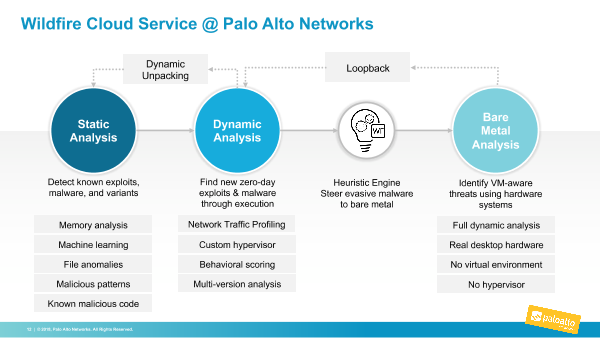 Wildfire Cloud Service @ Palo Alto Networks
Dynamic
Unpacking
Loopback
Static
Analysis
Dynamic
Analysis
WF
Bare
Metal
Analysis
Detect known exploits,
malware, and variants
Find new zero-day
exploits & malware
through execution
Heuristic Engine
Steer evasive malware
to bare metal
Identify VM-aware
threats using hardware
systems
Memory analysis
Machine learning
File anomalies
Malicious patterns
Known malicious code
Network Traffic Profiling
Custom hypervisor
Behavioral scoring
Multi-version analysis
Full dynamic analysis
Real desktop hardware
No virtual environment
No hypervisor
12 | © 2016, Palo Alto Networks. All Rights Reserved.
paloalto